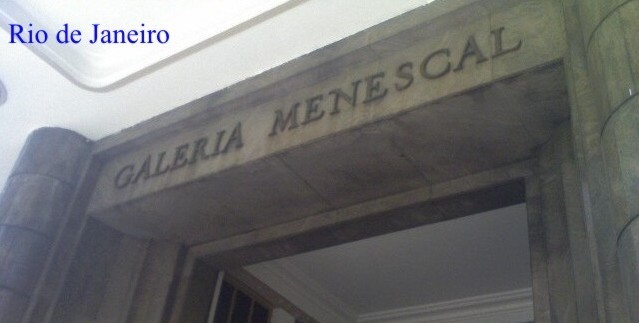 Rio de Janeiro
GALERIA MENESCAL